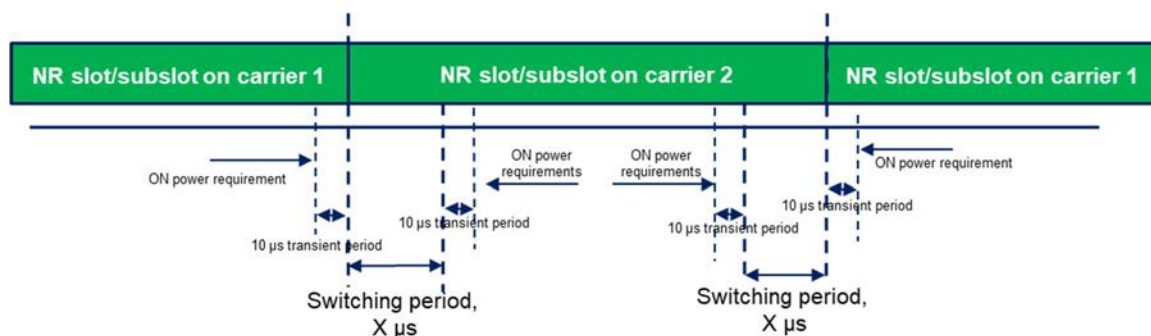 NR slot/subslot on carrier 1
NR slot/subslot on carrier 2
NR slot/subslot on carrier 1
ON power requirement
ON power
requirements
ON power
requirements
ON power requirement
10 µs transient period
10 µs transient period
10 µs transient period
10 µs transient period
Switching period,
X µs
Switching period,
X µs